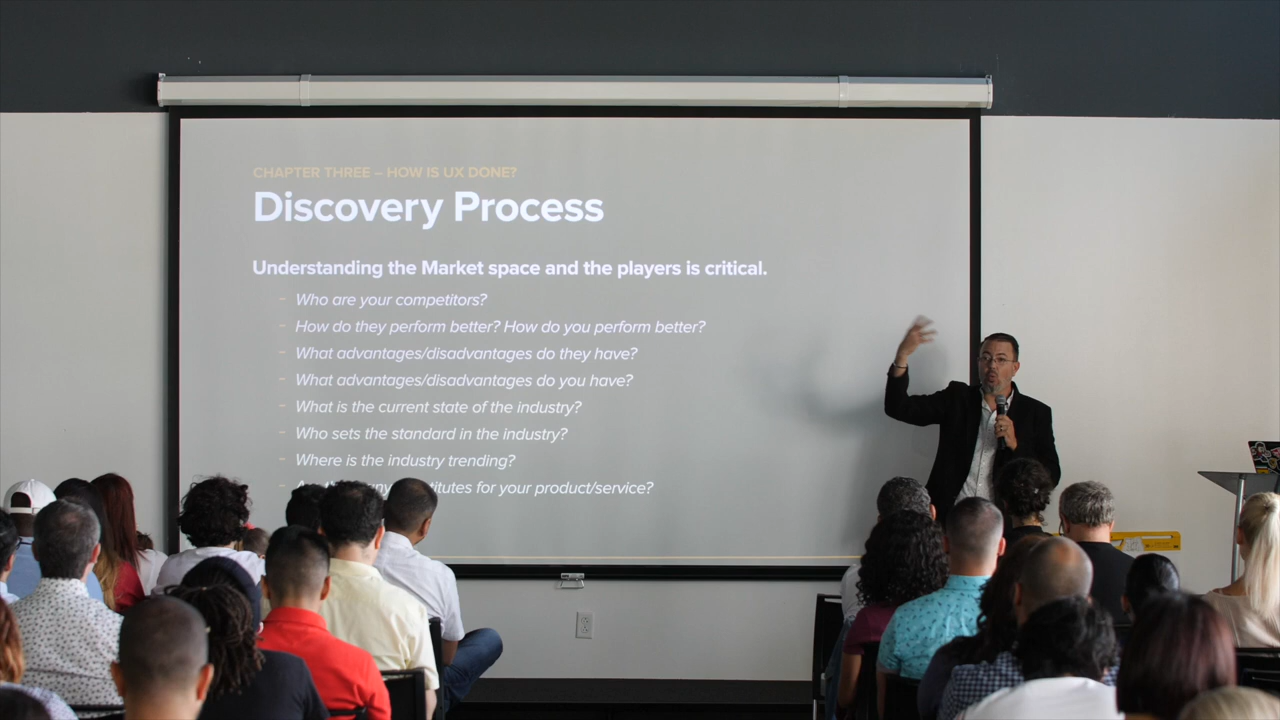 CHAPTER THREE – HOW IS UX DONE?
Discovery Process
Understanding the Market space and the players is critical.
- Who are your competitors?
- How do they perform better? How do you perform better?
- What advantages/disadvantages do they have?
- What advantages/disadvantages do you have?
- What is the current state of the industry?
- Who sets the standard in the industry?
- Where is the industry trending?
- for your product/service?